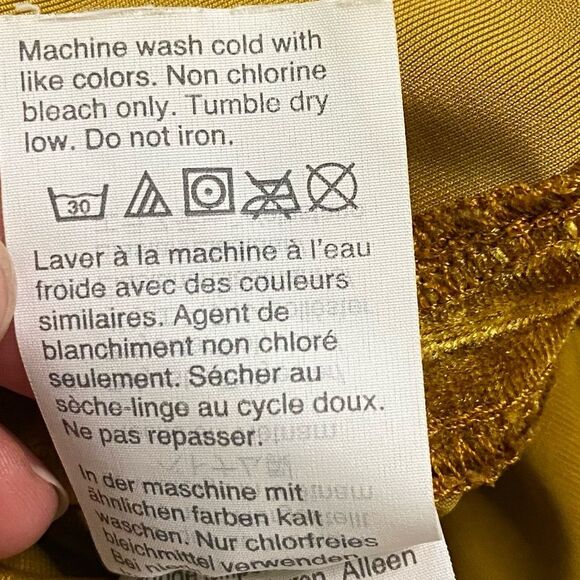 Machine wash cold with
like colors. Non chlorine
bleach only. Tumble dry
low. Do not iron.
30
Laver à la machine à l'eau
froide avec des couleurs
similaires. Agent de
blanchiment non chloré
seulement. Sécher au
sèche-linge au cycle doux.
Ne pas repasser.
In der maschine mit
ähnlichen farben kalt
waschen. Nur chlorfreies
bleichmittel verwenden
Bei
Alleen